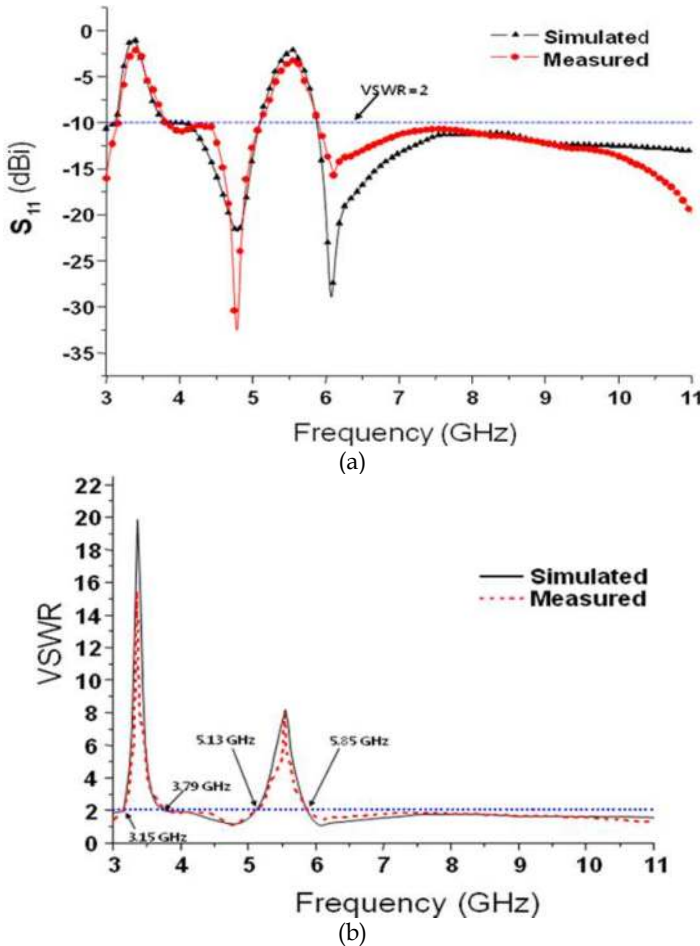 0
-5
-10
-15
-20
-25
-30
-35
S11 (dBi)
Simulated
Measured
VSWR=2
3 4 5 6 7 8 9 10 11
Frequency (GHz)
(a)
22
20
18
16
14
12
10
8
6
4
2
0
VSWR
Simulated
Measured
5.13 GHz
5.85 GHz
3.79 GHz
3.15 GHz
3 4 5 6 7 8 9 10 11
Frequency (GHz)
(b)